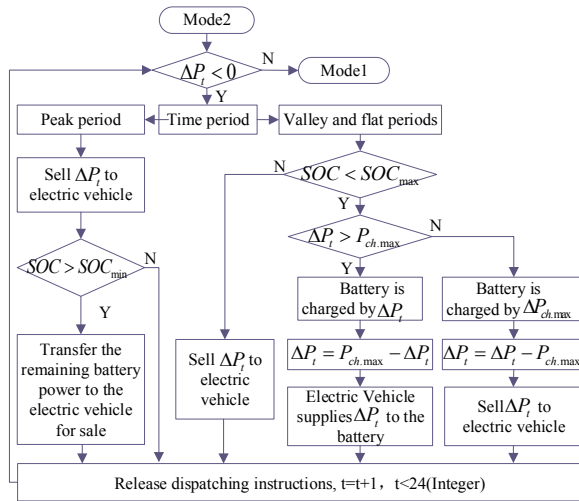 Mode2
ΔP_t < 0
N
Mode1
Y
Peak period
Time period
Valley and flat periods
Sell ΔP_t to
electric vehicle
N
SOC < SOC_max
Y
SOC > SOC_min
N
Y
ΔP_t > P_ch.max
N
Y
Battery is
charged by ΔP_t
Battery is
charged by ΔP_ch.max
Transfer the
remaining battery
power to the
electric vehicle
for sale
Sell ΔP_t to
electric
vehicle
ΔP_t = P_ch.max − ΔP_t
ΔP_t = ΔP_t − P_ch.max
Electric Vehicle
supplies ΔP_t to the
battery
Sell ΔP_t to
electric vehicle
Release dispatching instructions, t=t+1, t<24(Integer)